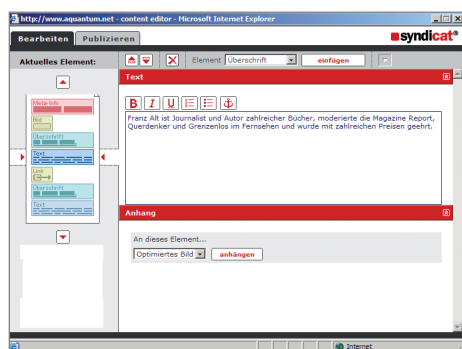 http://www.aquantum.net - content editor - Microsoft Internet Explorer
Bearbeiten Publizieren
syndicat®
Aktuelles Element:
Element Überschrift einfügen
Text
B I U
Franz Alt ist Journalist und Autor zahlreicher Bücher, moderierte die Magazine Report,
Querdenker und Grenzenlos im Fernsehen und wurde mit zahlreichen Preisen geehrt.
Meta-Info
Bild
Überschrift
Text
Link
Überschrift
Text
Anhang
An dieses Element...
Optimiertes Bild anhängen
Internet